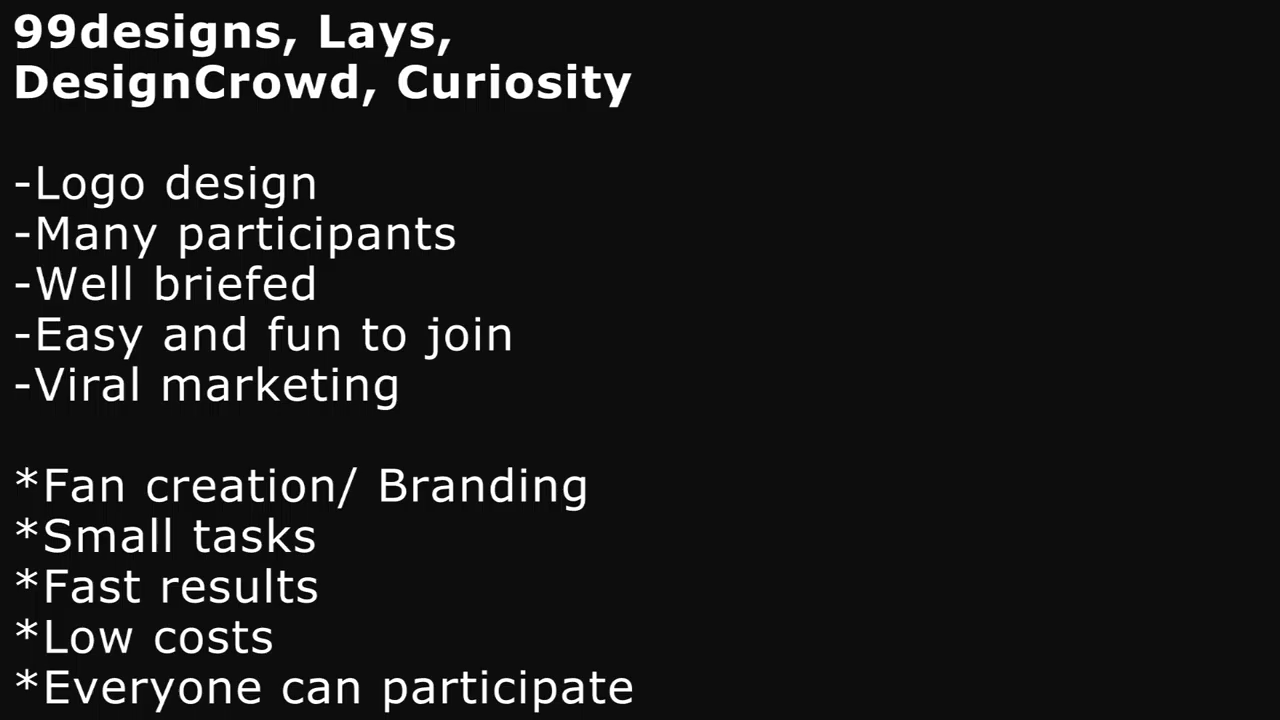 99designs, Lays,
DesignCrowd, Curiosity
-Logo design
-Many participants
-Well briefed
-Easy and fun to join
-Viral marketing
*Fan creation/ Branding
*Small tasks
*Fast results
*Low costs
*Everyone can participate